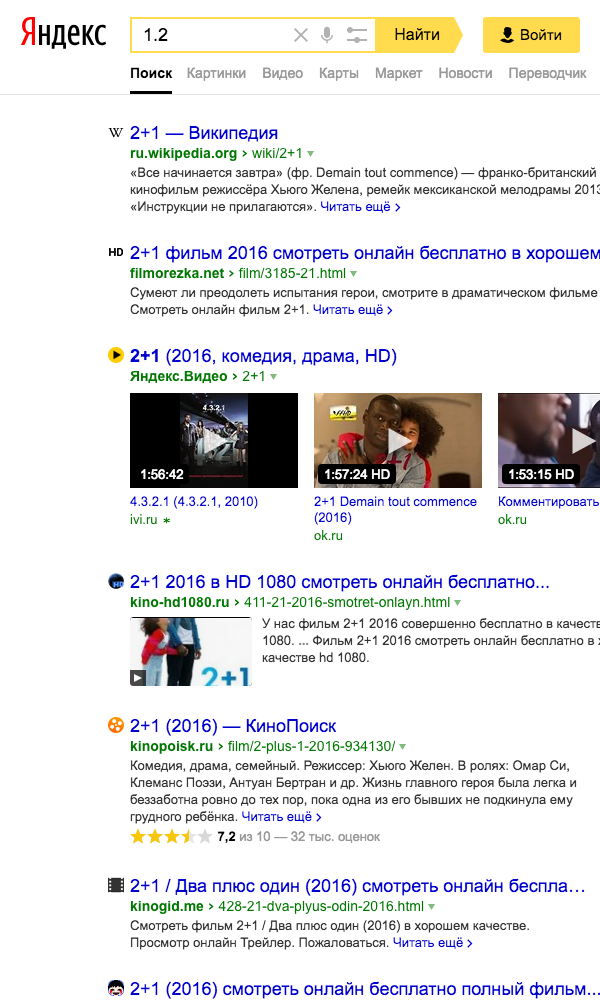 Яндекс
1.2
Найти
Войти
Поиск Картинки Видео Карты Маркет Новости Переводчик
W 2+1 — Википедия
ru.wikipedia.org › wiki/2+1
«Все начинается завтра» (фр. Demain tout commence) — франко-британский
кинофильм режиссёра Хьюго Желена, ремейк мексиканской мелодрамы 2013
«Инструкции не прилагаются». Читать ещё ›
HD 2+1 фильм 2016 смотреть онлайн бесплатно в хорошем
filmorezka.net › film/3185-21.html
Сумеют ли преодолеть испытания герои, смотрите в драматическом фильме
Смотреть онлайн фильм 2+1. Читать ещё ›
2+1 (2016, комедия, драма, HD)
Яндекс.Видео › 2+1
4.3.2.1
1:56:42
1:57:24 HD
1:53:15 HD
4.3.2.1 (4.3.2.1, 2010)
ivi.ru ∗
2+1 Demain tout commence
(2016)
ok.ru
Комментировать
ok.ru
HD
2+1 2016 в HD 1080 смотреть онлайн бесплатно...
kino-hd1080.ru › 411-21-2016-smotret-onlayn.html
2+1
У нас фильм 2+1 2016 совершенно бесплатно в качеств
1080. ... Фильм 2+1 2016 смотреть онлайн бесплатно в
качестве hd 1080.
2+1 (2016) — КиноПоиск
kinopoisk.ru › film/2-plus-1-2016-934130/
Комедия, драма, семейный. Режиссер: Хьюго Желен. В ролях: Омар Си,
Клеманс Поэзи, Антуан Бертран и др. Жизнь главного героя была легка и
беззаботна ровно до тех пор, пока одна из его бывших не подкинула ему
грудного ребёнка. Читать ещё ›
7,2 из 10 — 32 тыс. оценок
2+1 / Два плюс один (2016) смотреть онлайн беспла…
kinogid.me › 428-21-dva-plyus-odin-2016.html
Смотреть фильм 2+1 / Два плюс один (2016) в хорошем качестве.
Просмотр онлайн Трейлер. Пожаловаться. Читать ещё ›
2+1 (2016) смотреть онлайн бесплатно полный фильм...